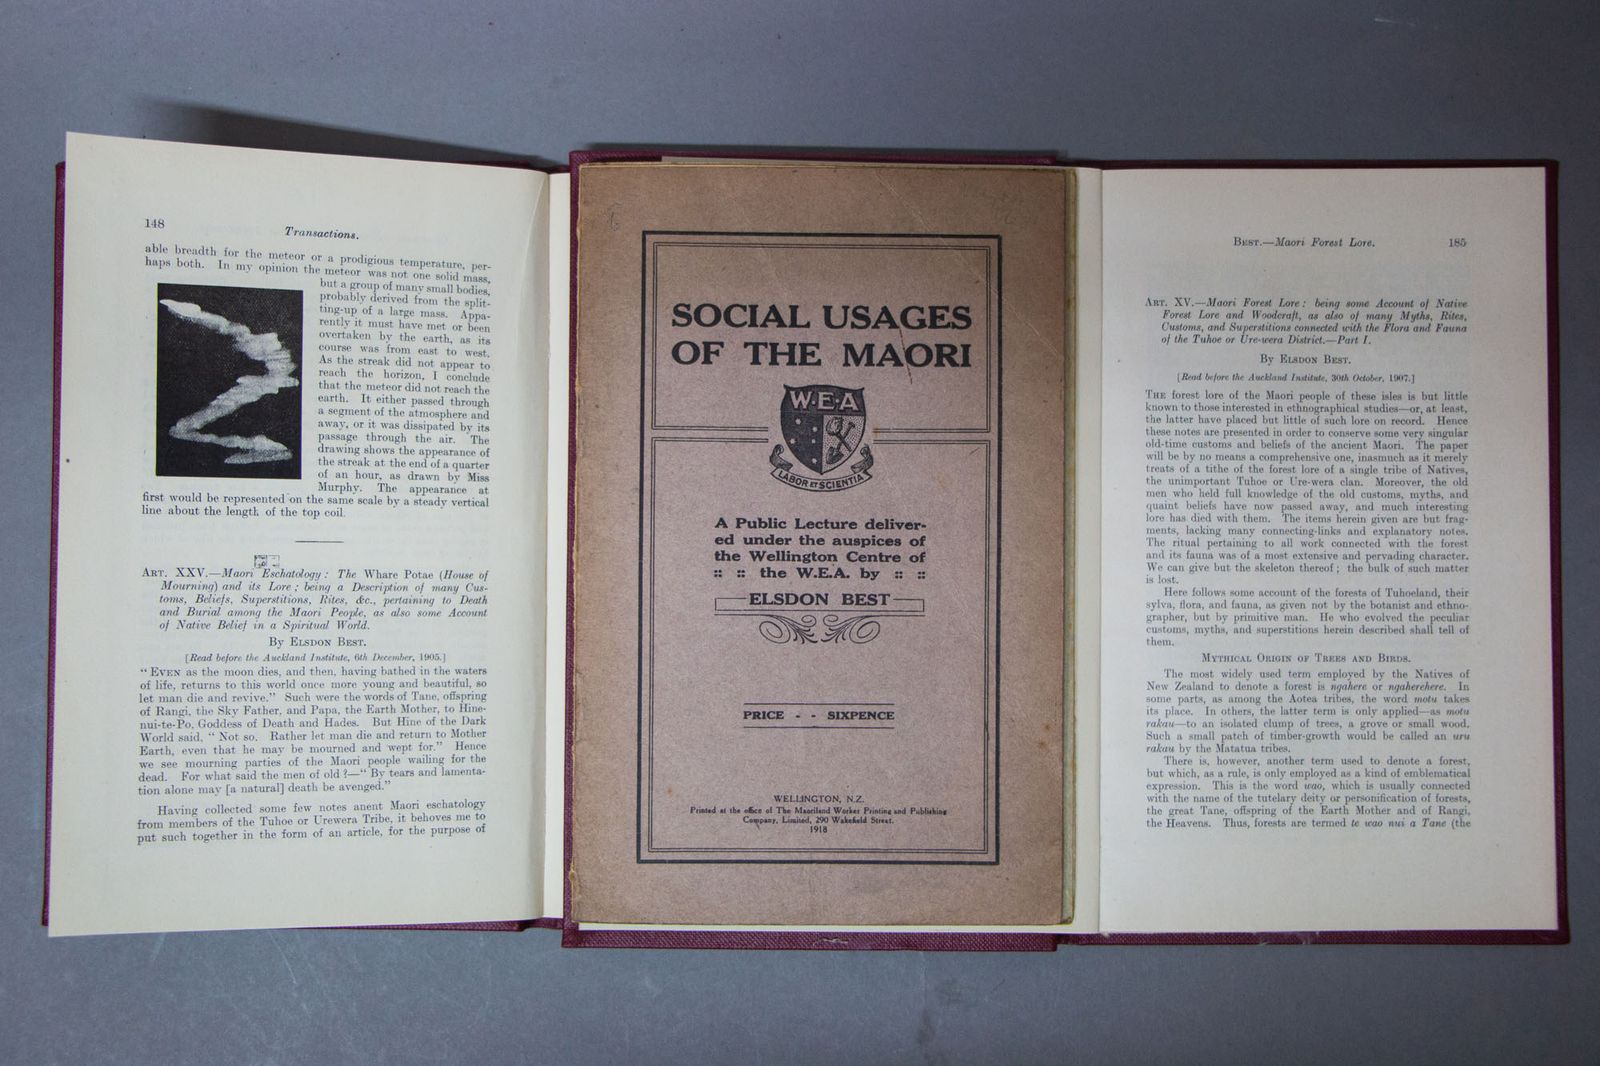 148
Transactions.
able breadth for the meteor or a prodigious temperature, per-
haps both. In my opinion the meteor was not one solid mass,
but a group of many small bodies,
probably derived from the split-
ting-up of a large mass. Appa-
rently it must have met or been
overtaken by the earth, as its
course was from east to west.
As the streak did not appear to
reach the horizon, I conclude
that the meteor did not reach the
earth. It either passed through
a segment of the atmosphere and
away, or it was dissipated by its
passage through the air. The
drawing shows the appearance of
the streak at the end of a quarter
of an hour, as drawn by Miss
Murphy. The appearance at
first would be represented on the same scale by a steady vertical
line about the length of the top coil.
ART. XXV.—Maori Eschatology: The Whare Potae (House of
Mourning) and its Lore; being a Description of many Cus-
toms, Beliefs, Superstitions, Rites, &c., pertaining to Death
and Burial among the Maori People, as also some Account
of Native Belief in a Spiritual World.
By ELSDON BEST.
[Read before the Auckland Institute, 6th December, 1905.]
"EVEN as the moon dies, and then, having bathed in the waters
of life, returns to this world once more young and beautiful, so
let man die and revive." Such were the words of Tane, offspring
of Rangi, the Sky Father, and Papa, the Earth Mother, to Hine-
nui-te-Po, Goddess of Death and Hades. But Hine of the Dark
World said, "Not so. Rather let man die and return to Mother
Earth, even that he may be mourned and wept for." Hence
we see mourning parties of the Maori people wailing for the
dead. For what said the men of old?—"By tears and lamenta-
tion alone may [a natural] death be avenged."
Having collected some few notes anent Maori eschatology
from members of the Tuhoe or Urewera Tribe, it behoves me to
put such together in the form of an article, for the purpose of
SOCIAL USAGES
OF THE MAORI
W·E·A
LABOR ET SCIENTIA
A Public Lecture deliver-
ed under the auspices of
the Wellington Centre of
:: :: the W.E.A. by :: ::
ELSDON BEST
PRICE - - SIXPENCE
WELLINGTON, N.Z.
Printed at the office of The Maoriland Worker Printing and Publishing
Company, Limited, 290 Wakefield Street.
1918
BEST.—Maori Forest Lore. 185
ART. XV.—Maori Forest Lore: being some Account of Native
Forest Lore and Woodcraft, as also of many Myths, Rites,
Customs, and Superstitions connected with the Flora and Fauna
of the Tuhoe or Ure-wera District.—Part I.
By ELSDON BEST.
[Read before the Auckland Institute, 30th October, 1907.]
THE forest lore of the Maori people of these isles is but little
known to those interested in ethnographical studies—or, at least,
the latter have placed but little of such lore on record. Hence
these notes are presented in order to conserve some very singular
old-time customs and beliefs of the ancient Maori. The paper
will be by no means a comprehensive one, inasmuch as it merely
treats of a tithe of the forest lore of a single tribe of Natives,
the unimportant Tuhoe or Ure-wera clan. Moreover, the old
men who held full knowledge of the old customs, myths, and
quaint beliefs have now passed away, and much interesting
lore has died with them. The items herein given are but frag-
ments, lacking many connecting-links and explanatory notes.
The ritual pertaining to all work connected with the forest
and its fauna was of a most extensive and pervading character.
We can give but the skeleton thereof; the bulk of such matter
is lost.
Here follows some account of the forests of Tuhoeland, their
sylva, flora, and fauna, as given not by the botanist and ethno-
grapher, but by primitive man. He who evolved the peculiar
customs, myths, and superstitions herein described shall tell of
them.
MYTHICAL ORIGIN OF TREES AND BIRDS.
The most widely used term employed by the Natives of
New Zealand to denote a forest is ngahere or ngaherehere. In
some parts, as among the Aotea tribes, the word motu takes
its place. In others, the latter term is only applied—as motu
rakau—to an isolated clump of trees, a grove or small wood.
Such a small patch of timber-growth would be called an uru
rakau by the Matatua tribes.
There is, however, another term used to denote a forest,
but which, as a rule, is only employed as a kind of emblematical
expression. This is the word wao, which is usually connected
with the name of the tutelary deity or personification of forests,
the great Tane, offspring of the Earth Mother and of Rangi,
the Heavens. Thus, forests are termed te wao nui a Tane (the